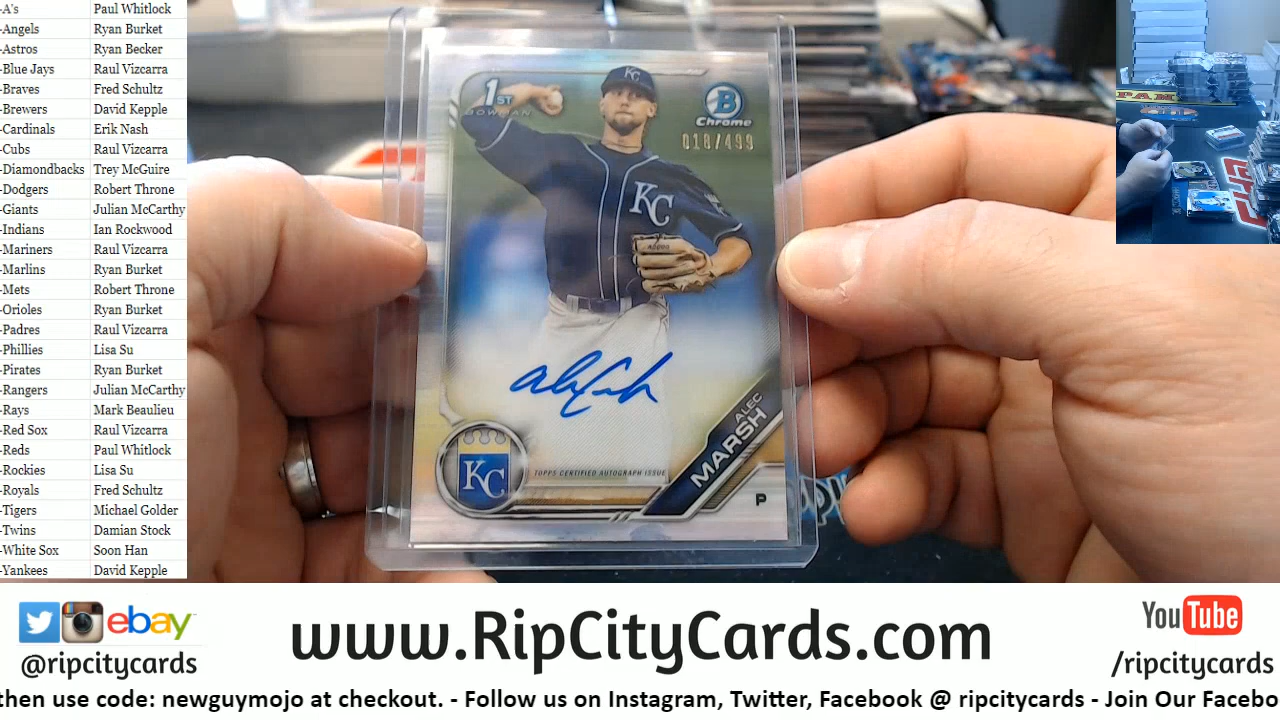 -A's Paul Whitlock
-Angels Ryan Burket
-Astros Ryan Becker
-Blue Jays Raul Vizcarra
-Braves Fred Schultz
-Brewers David Kepple
-Cardinals Erik Nash
-Cubs Raul Vizcarra
-Diamondbacks Trey McGuire
-Dodgers Robert Throne
-Giants Julian McCarthy
-Indians Ian Rockwood
-Mariners Raul Vizcarra
-Marlins Ryan Burket
-Mets Robert Throne
-Orioles Ryan Burket
-Padres Raul Vizcarra
-Phillies Lisa Su
-Pirates Ryan Burket
-Rangers Julian McCarthy
-Rays Mark Beaulieu
-Red Sox Raul Vizcarra
-Reds Paul Whitlock
-Rockies Lisa Su
-Royals Fred Schultz
-Tigers Michael Golder
-Twins Damian Stock
-White Sox Soon Han
-Yankees David Kepple
1ST
BOWMAN
B
Chrome
018/499
KC
KC
KC
TOPPS CERTIFIED AUTOGRAPH ISSUE
ALEC
MARSH
P
ebay
@ripcitycards
www.RipCityCards.com
YouTube
/ripcitycards
then use code: newguymojo at checkout. - Follow us on Instagram, Twitter, Facebook @ ripcitycards - Join Our Facebo